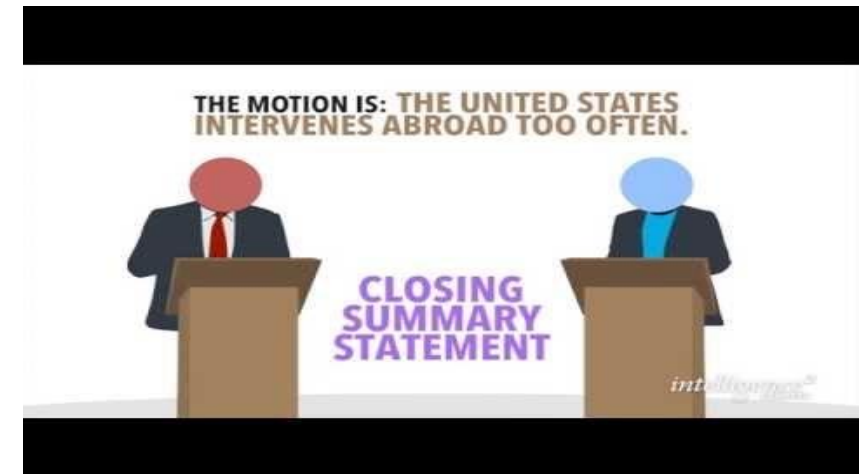 THE MOTION IS: THE UNITED STATES
INTERVENES ABROAD TOO OFTEN.
CLOSING
SUMMARY
STATEMENT